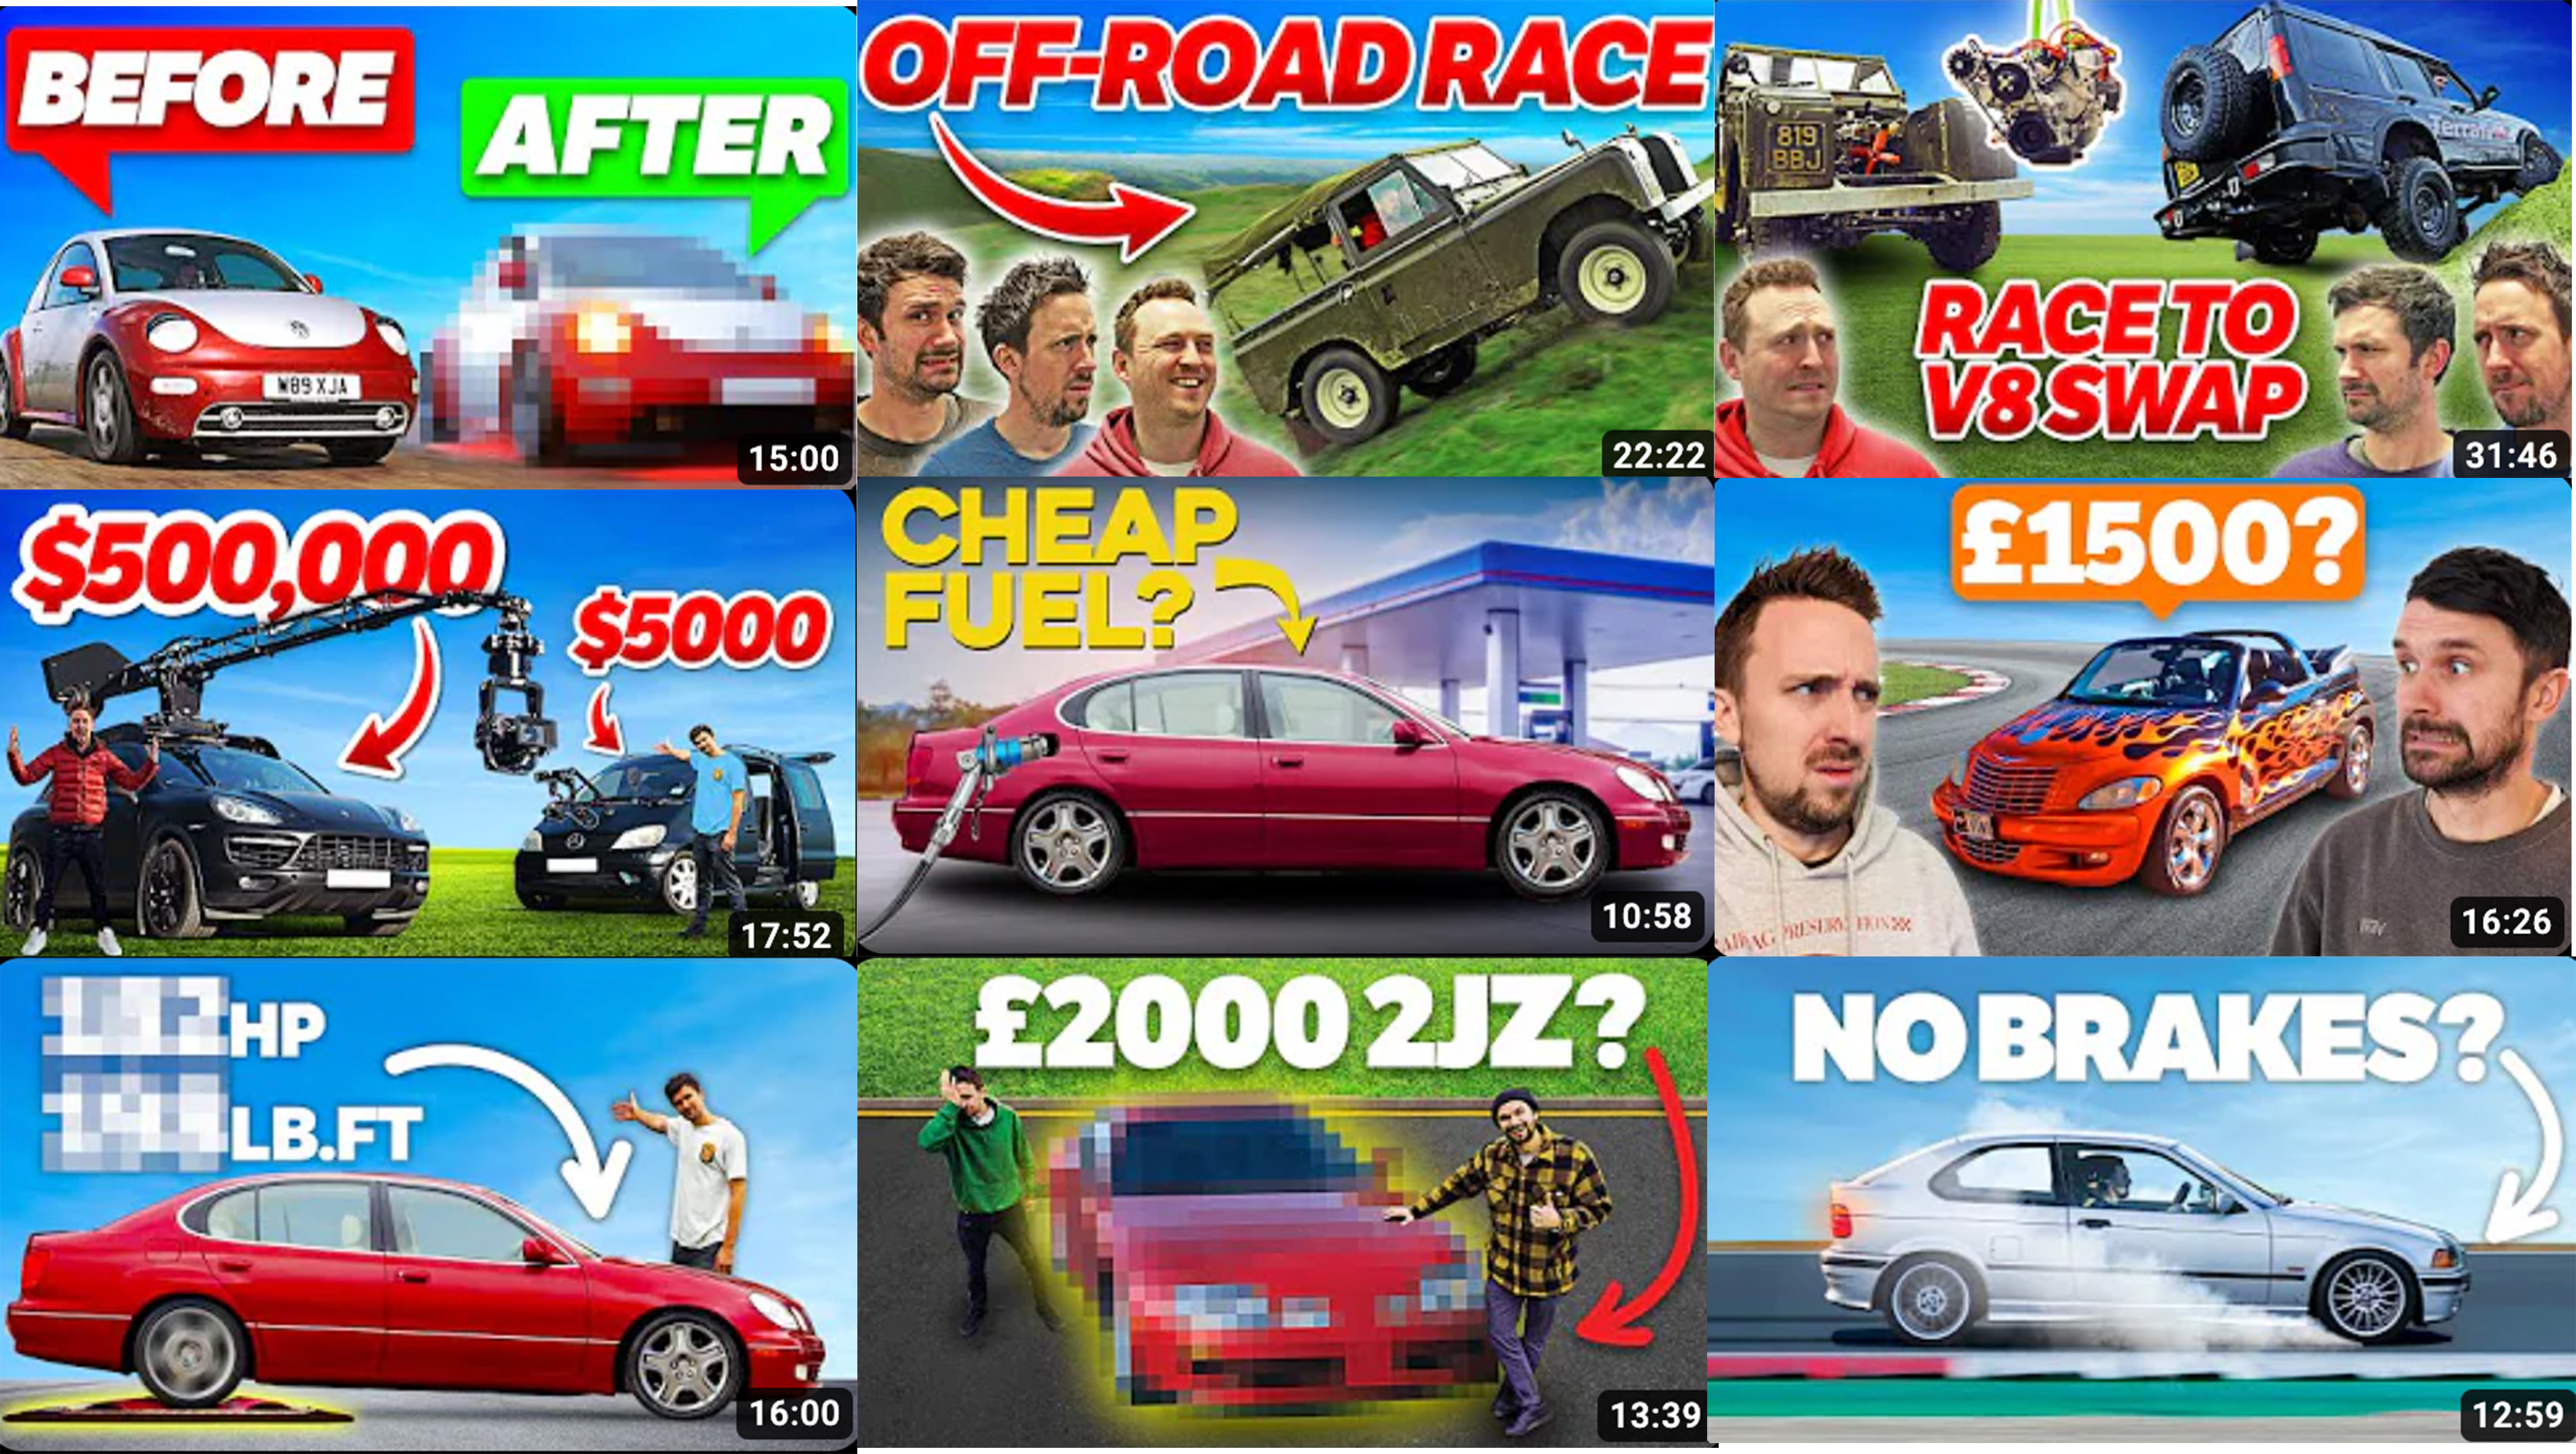 BEFORE
AFTER
W89 XJA
15:00
OFF-ROAD RACE
22:22
819
BBJ
RACE TO
V8 SWAP
31:46
$500,000
$5000
17:52
CHEAP
FUEL?
10:58
£1500?
16:26
HP
LB.FT
16:00
£2000 2JZ?
13:39
NO BRAKES?
12:59